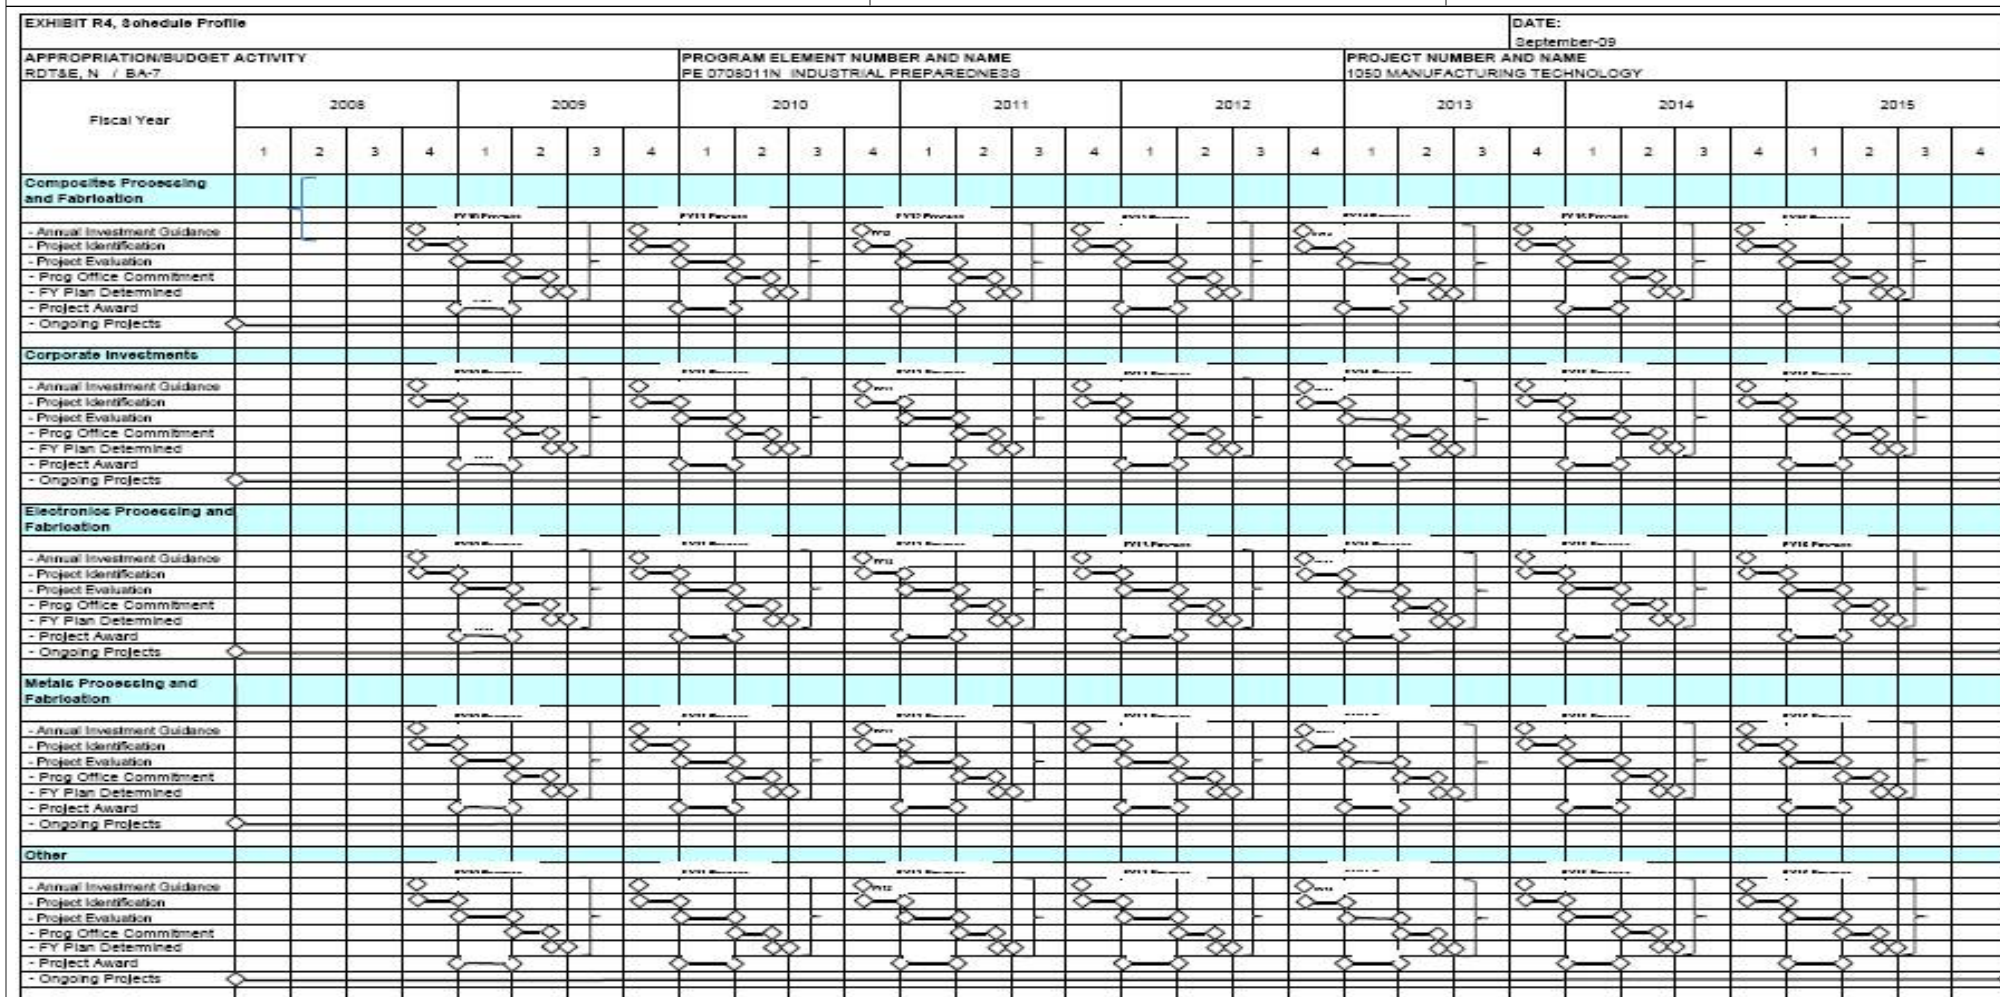 EXHIBIT R4, Schedule Profile
DATE:
September-09
APPROPRIATION/BUDGET ACTIVITY
PROGRAM ELEMENT NUMBER AND NAME
PROJECT NUMBER AND NAME
RDT&E, N / BA-7
PE 0708011N INDUSTRIAL PREPAREDNESS
1050 MANUFACTURING TECHNOLOGY
Fiscal Year
2008 2009 2010 2011 2012 2013 2014 2015
1 2 3 4 1 2 3 4 1 2 3 4 1 2 3 4 1 2 3 4 1 2 3 4 1 2 3 4 1 2 3 4
Composites Processing
and Fabrication
FY10 Process FY11 Process FY12 Process FY15 Process
- Annual Investment Guidance
- Project Identification
- Project Evaluation
- Prog Office Commitment
- FY Plan Determined
- Project Award
- Ongoing Projects
Corporate Investments
- Annual Investment Guidance
- Project Identification
- Project Evaluation
- Prog Office Commitment
- FY Plan Determined
- Project Award
- Ongoing Projects
Electronics Processing and
Fabrication
- Annual Investment Guidance
- Project Identification
- Project Evaluation
- Prog Office Commitment
- FY Plan Determined
- Project Award
- Ongoing Projects
Metals Processing and
Fabrication
- Annual Investment Guidance
- Project Identification
- Project Evaluation
- Prog Office Commitment
- FY Plan Determined
- Project Award
- Ongoing Projects
Other
- Annual Investment Guidance
- Project Identification
- Project Evaluation
- Prog Office Commitment
- FY Plan Determined
- Project Award
- Ongoing Projects